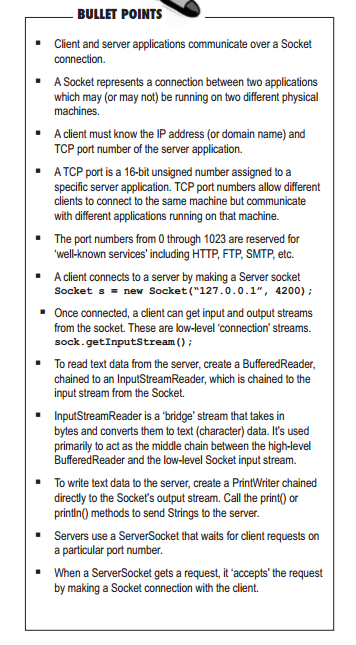 BULLET POINTS
▪ Client and server applications communicate over a Socket
connection.
▪ A Socket represents a connection between two applications
which may (or may not) be running on two different physical
machines.
▪ A client must know the IP address (or domain name) and
TCP port number of the server application.
▪ A TCP port is a 16-bit unsigned number assigned to a
specific server application. TCP port numbers allow different
clients to connect to the same machine but communicate
with different applications running on that machine.
▪ The port numbers from 0 through 1023 are reserved for
‘well-known services’ including HTTP, FTP, SMTP, etc.
▪ A client connects to a server by making a Server socket
Socket s = new Socket(“127.0.0.1”, 4200);
▪ Once connected, a client can get input and output streams
from the socket. These are low-level ‘connection’ streams.
sock.getInputStream();
▪ To read text data from the server, create a BufferedReader,
chained to an InputStreamReader, which is chained to the
input stream from the Socket.
▪ InputStreamReader is a ‘bridge’ stream that takes in
bytes and converts them to text (character) data. It’s used
primarily to act as the middle chain between the high-level
BufferedReader and the low-level Socket input stream.
▪ To write text data to the server, create a PrintWriter chained
directly to the Socket’s output stream. Call the print() or
println() methods to send Strings to the server.
▪ Servers use a ServerSocket that waits for client requests on
a particular port number.
▪ When a ServerSocket gets a request, it ‘accepts’ the request
by making a Socket connection with the client.